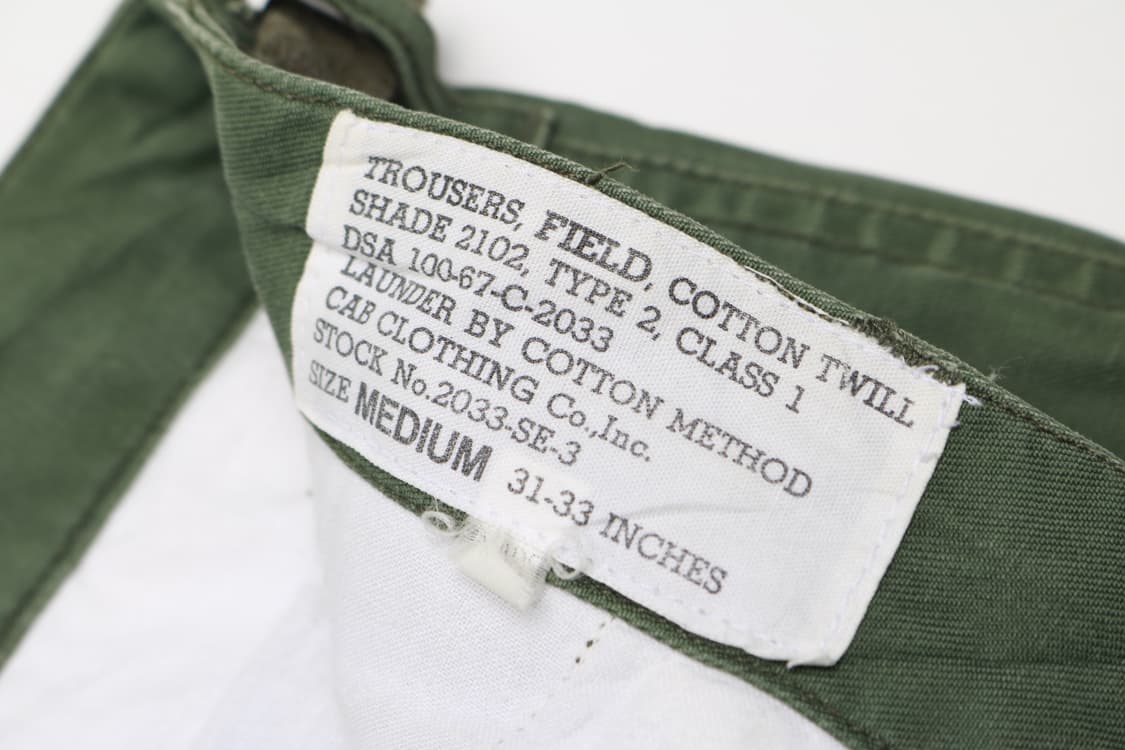 TROUSERS, FIELD, COTTON TWILL
SHADE 2102, TYPE 2, CLASS 1
DSA 100-67-C-2033
LAUNDER BY COTTON METHOD
CAB CLOTHING Co.,Inc.
STOCK No.2033-SE-3
SIZE MEDIUM 31-33 INCHES